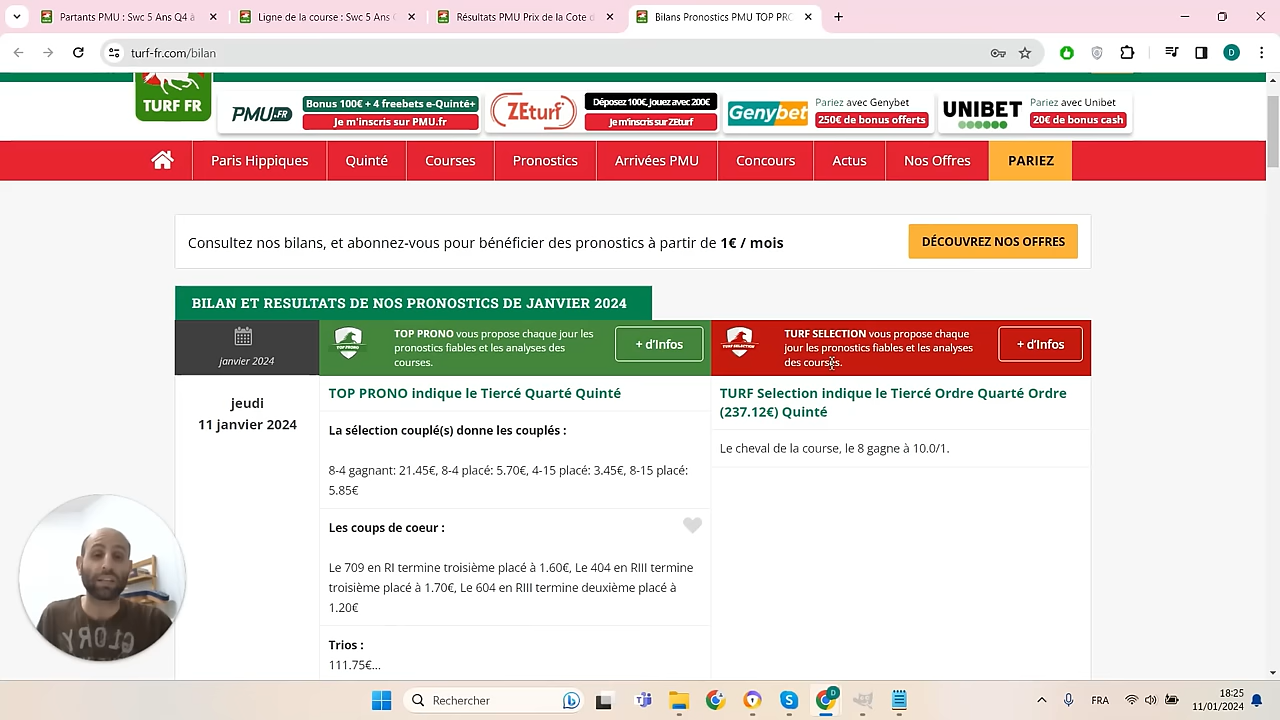 Partants PMU : Swc 5 Ans Q4 à
Ligne de la course : Swc 5 Ans
Résultats PMU Prix de la Cote d
Bilans Pronostics PMU TOP PRO
turf-fr.com/bilan
D
TURF FR
PMU.FR
Bonus 100€ + 4 freebets e-Quinté+
Je m'inscris sur PMU.fr
ZEturf
Déposez 100€, Jouez avec 200€
Je m'inscris sur ZEturf
Genybet
Pariez avec Genybet
250€ de bonus offerts
UNIBET
Pariez avec Unibet
20€ de bonus cash
Paris Hippiques
Quinté
Courses
Pronostics
Arrivées PMU
Concours
Actus
Nos Offres
PARIEZ
Consultez nos bilans, et abonnez-vous pour bénéficier des pronostics à partir de 1€ / mois
DÉCOUVREZ NOS OFFRES
BILAN ET RESULTATS DE NOS PRONOSTICS DE JANVIER 2024
janvier 2024
TOP PRONO
TOP PRONO vous propose chaque jour les
pronostics fiables et les analyses des
courses.
+ d'Infos
TURF SELECTION
TURF SELECTION vous propose chaque
jour les pronostics fiables et les analyses
des courses.
+ d'Infos
jeudi
11 janvier 2024
TOP PRONO indique le Tiercé Quarté Quinté
La sélection couplé(s) donne les couplés :
8-4 gagnant: 21.45€, 8-4 placé: 5.70€, 4-15 placé: 3.45€, 8-15 placé:
5.85€
Les coups de coeur :
Le 709 en RI termine troisième placé à 1.60€, Le 404 en RIII termine
troisième placé à 1.70€, Le 604 en RIII termine deuxième placé à
1.20€
Trios :
111.75€...
TURF Selection indique le Tiercé Ordre Quarté Ordre
(237.12€) Quinté
Le cheval de la course, le 8 gagne à 10.0/1.
GLORY
Rechercher
D
FRA
18:25
11/01/2024